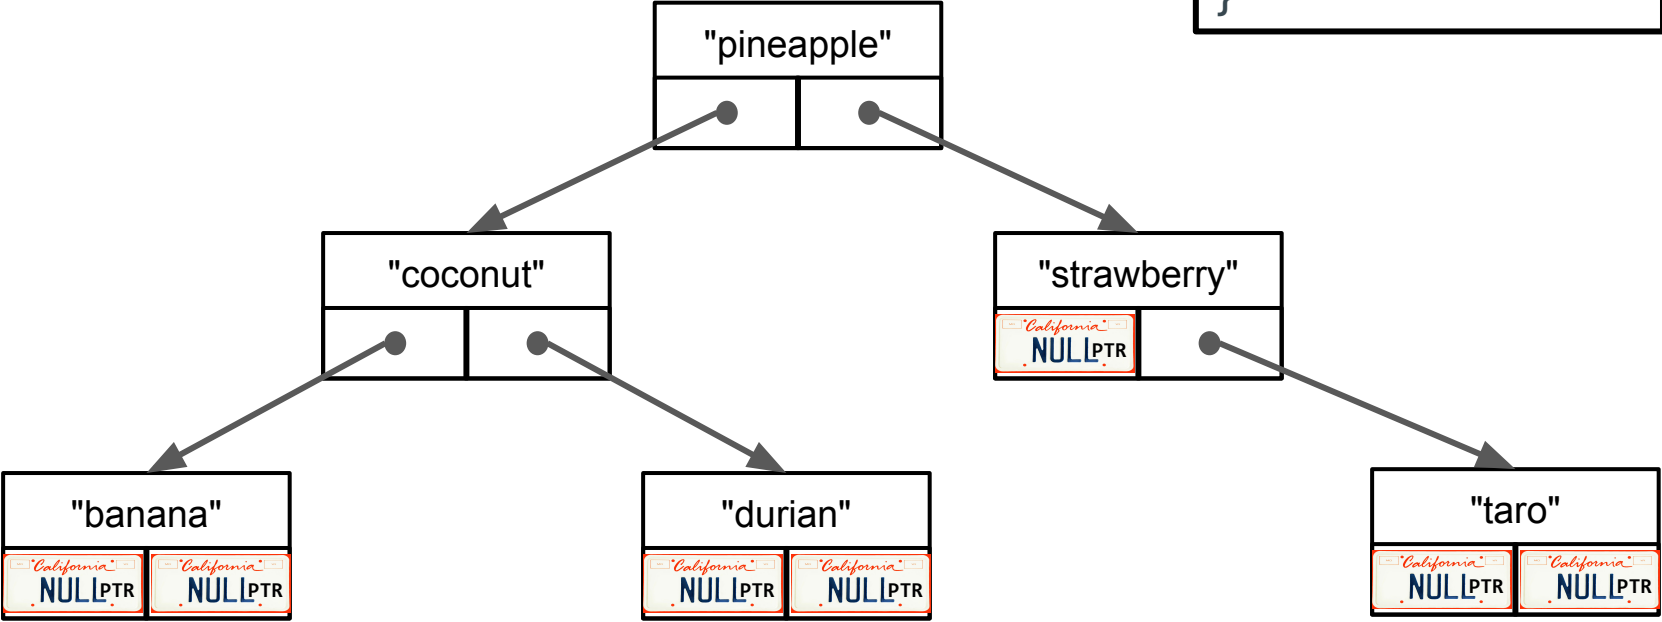 }
"pineapple"
"coconut"
"strawberry"
California
NULLPTR
"banana"
"durian"
"taro"
California California
NULLPTR NULLPTR
California California
NULLPTR NULLPTR
California California
NULLPTR NULLPTR